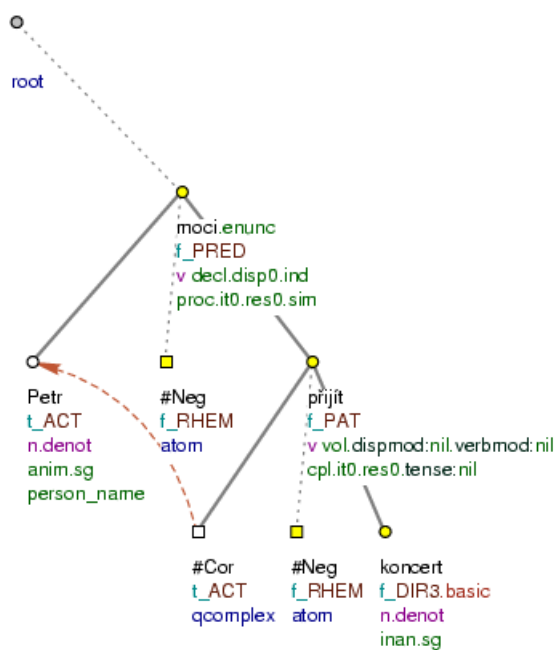 root
moci.enunc
f_PRED
v decl.disp0.ind
proc.it0.res0.sim
Petr
t_ACT
n.denot
anim.sg
person_name
#Neg
f_RHEM
atom
přijít
f_PAT
v vol.dispmod:nil.verbmod:nil
cpl.it0.res0.tense:nil
#Cor
t_ACT
qcomplex
#Neg
f_RHEM
atom
koncert
f_DIR3.basic
n.denot
inan.sg